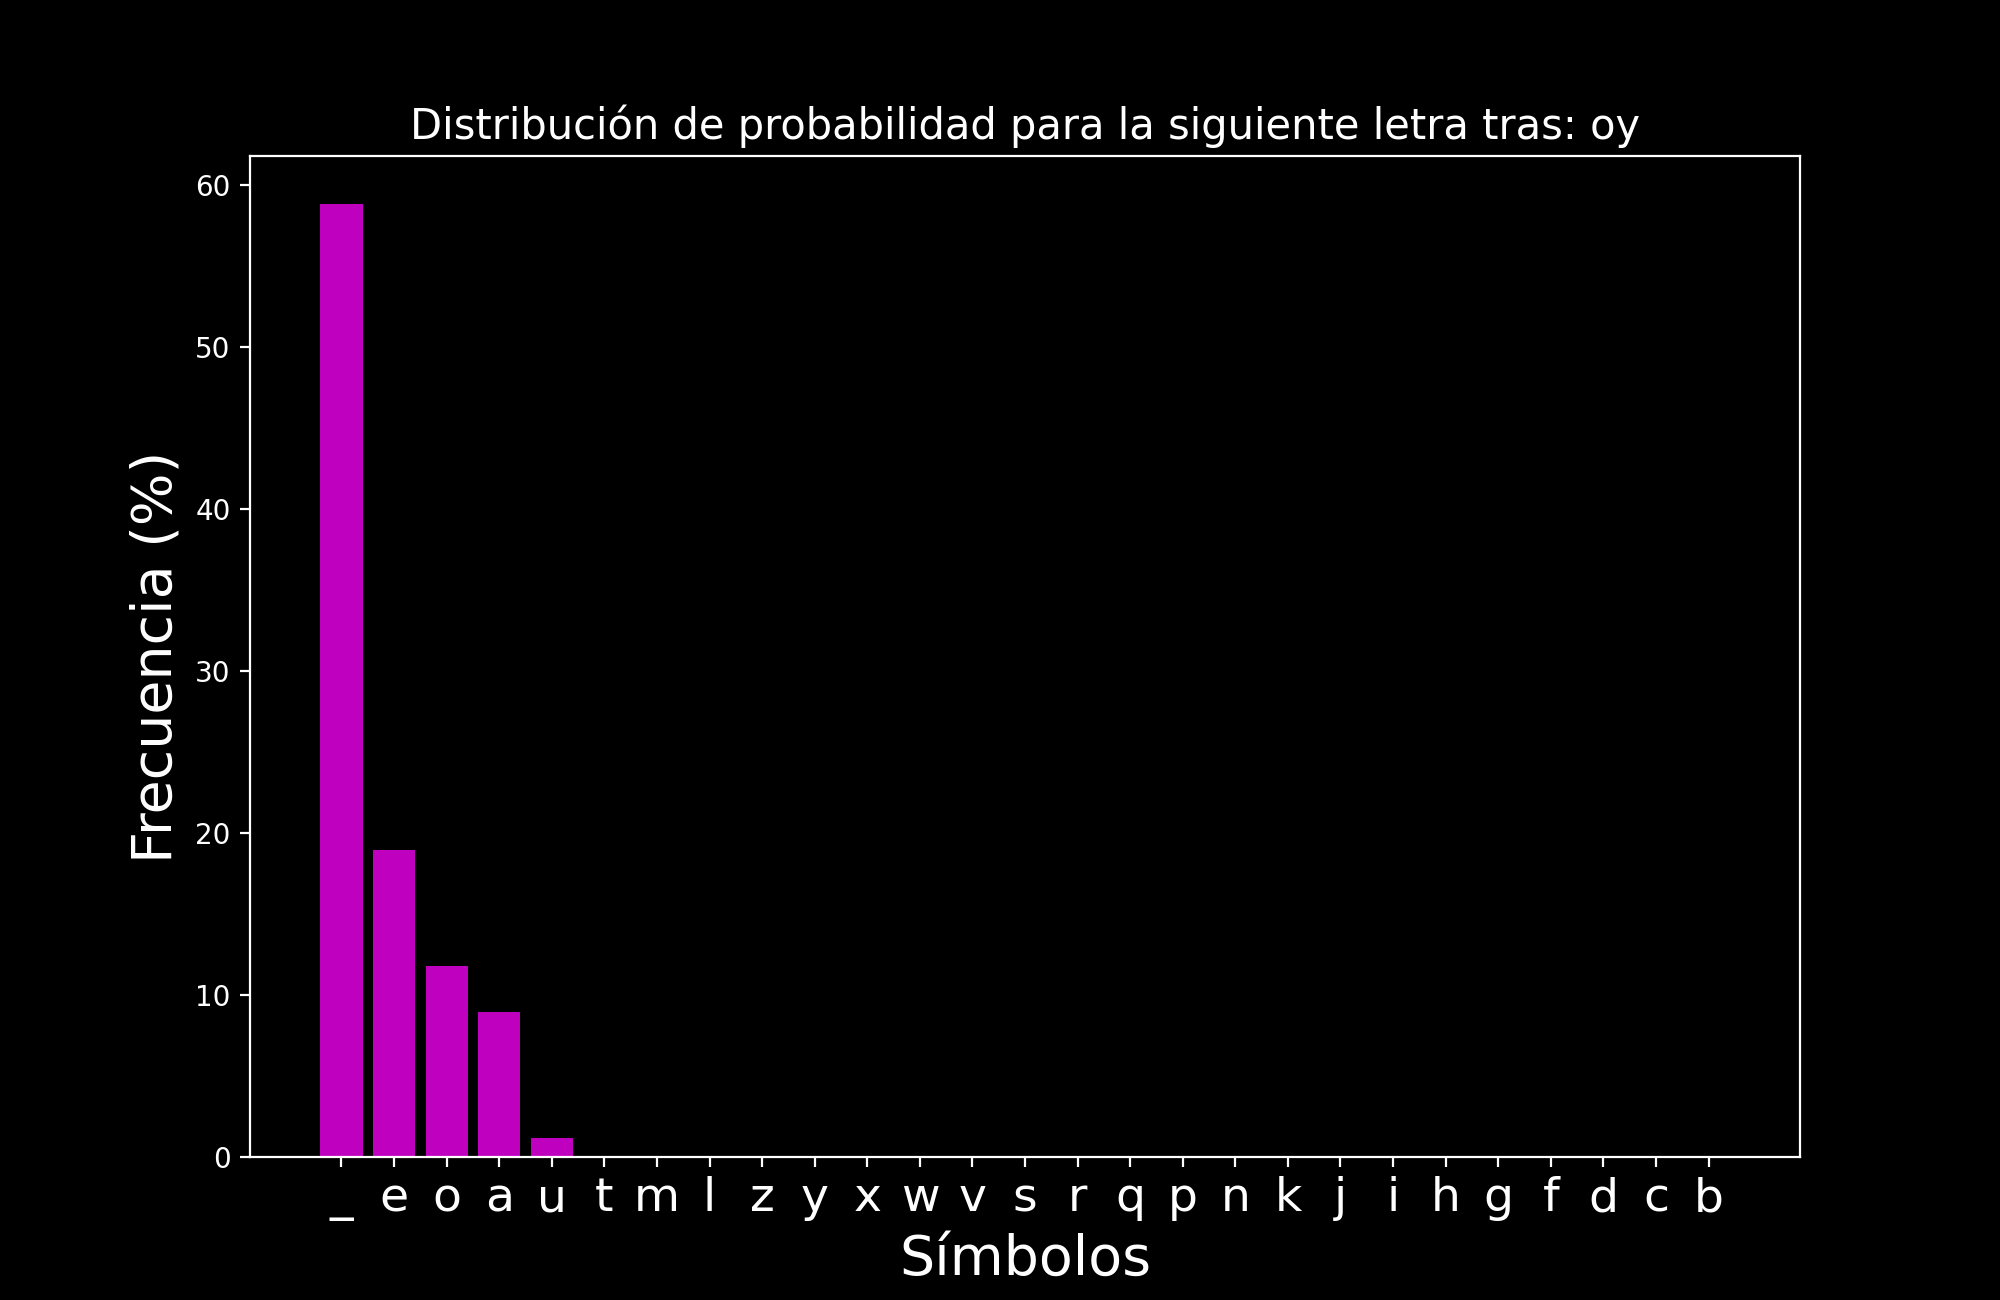 Distribución de probabilidad para la siguiente letra tras: oy
60
50
40
30
20
10
0
Frecuencia (%)
_ e o a u t m l z y x w v s r q p n k j i h g f d c b
Símbolos